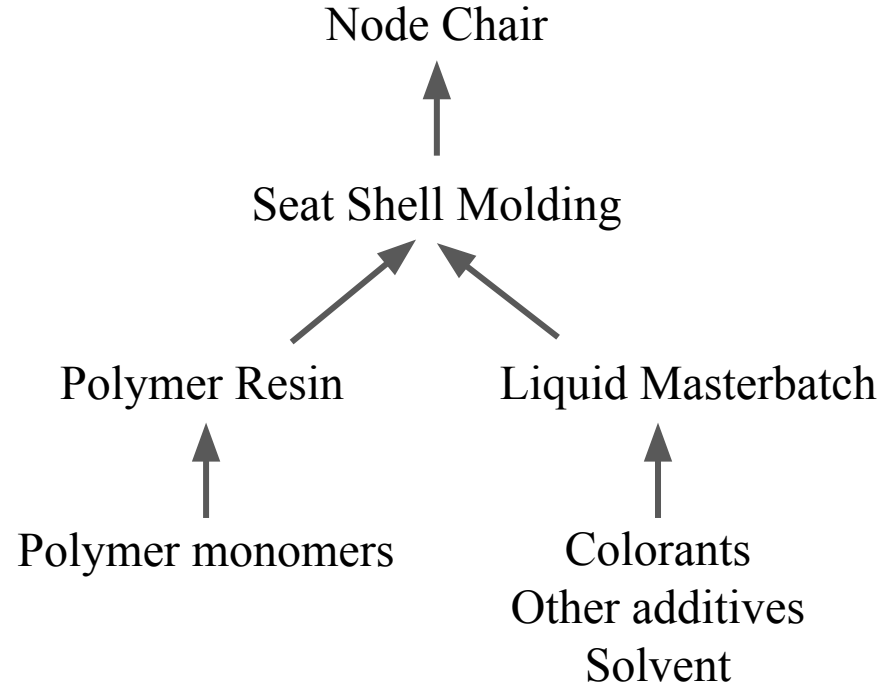 Node Chair
Seat Shell Molding
Polymer Resin
Liquid Masterbatch
Polymer monomers
Colorants
Other additives
Solvent